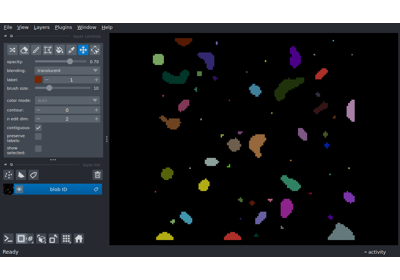 File View Layers Plugins Window Help
opacity: 0.70
blending: translucent
label: 1
brush size: 10
color mode:
contour: 0
n edit dim: 2
contiguous:
preserve
labels:
show
selected:
blob ID
Ready
activity